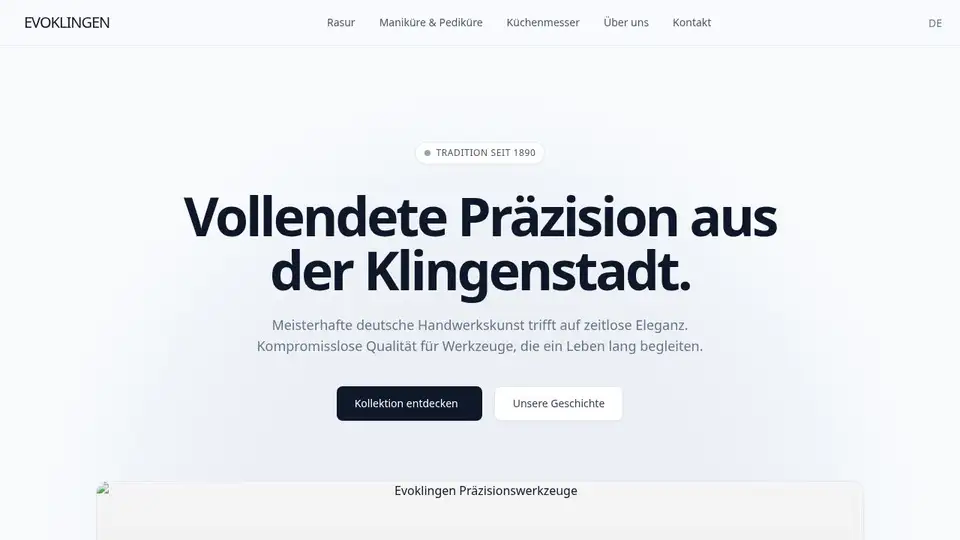 EVOKLINGEN
Rasur
Maniküre & Pediküre
Küchenmesser
Über uns
Kontakt
DE
TRADITION SEIT 1890
Vollendete Präzision aus
der Klingenstadt.
Meisterhafte deutsche Handwerkskunst trifft auf zeitlose Eleganz.
Kompromisslose Qualität für Werkzeuge, die ein Leben lang begleiten.
Kollektion entdecken
Unsere Geschichte
Evoklingen Präzisionswerkzeuge